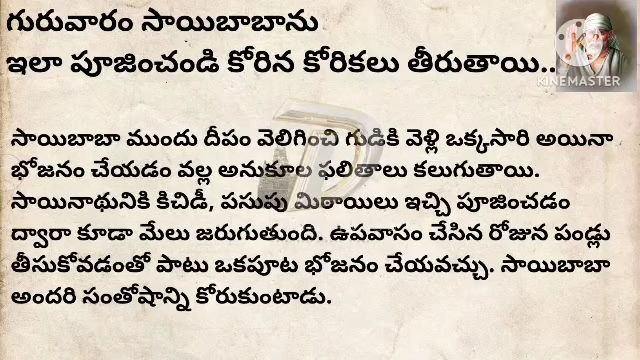 గురువారం సాయిబాబాను
ఇలా పూజించండి కోరిన కోరికలు తీరుతాయి..
KINEMASTER
సాయిబాబా ముందు దీపం వెలిగించి గుడికి వెళ్లి ఒక్కసారి అయినా
భోజనం చేయడం వల్ల అనుకూల ఫలితాలు కలుగుతాయి.
సాయినాథునికి కిచిడీ, పసుపు మిఠాయిలు ఇచ్చి పూజించడం
ద్వారా కూడా మేలు జరుగుతుంది. ఉపవాసం చేసిన రోజున పండ్లు
తీసుకోవడంతో పాటు ఒకపూట భోజనం చేయవచ్చు. సాయిబాబా
అందరి సంతోషాన్ని కోరుకుంటాడు.